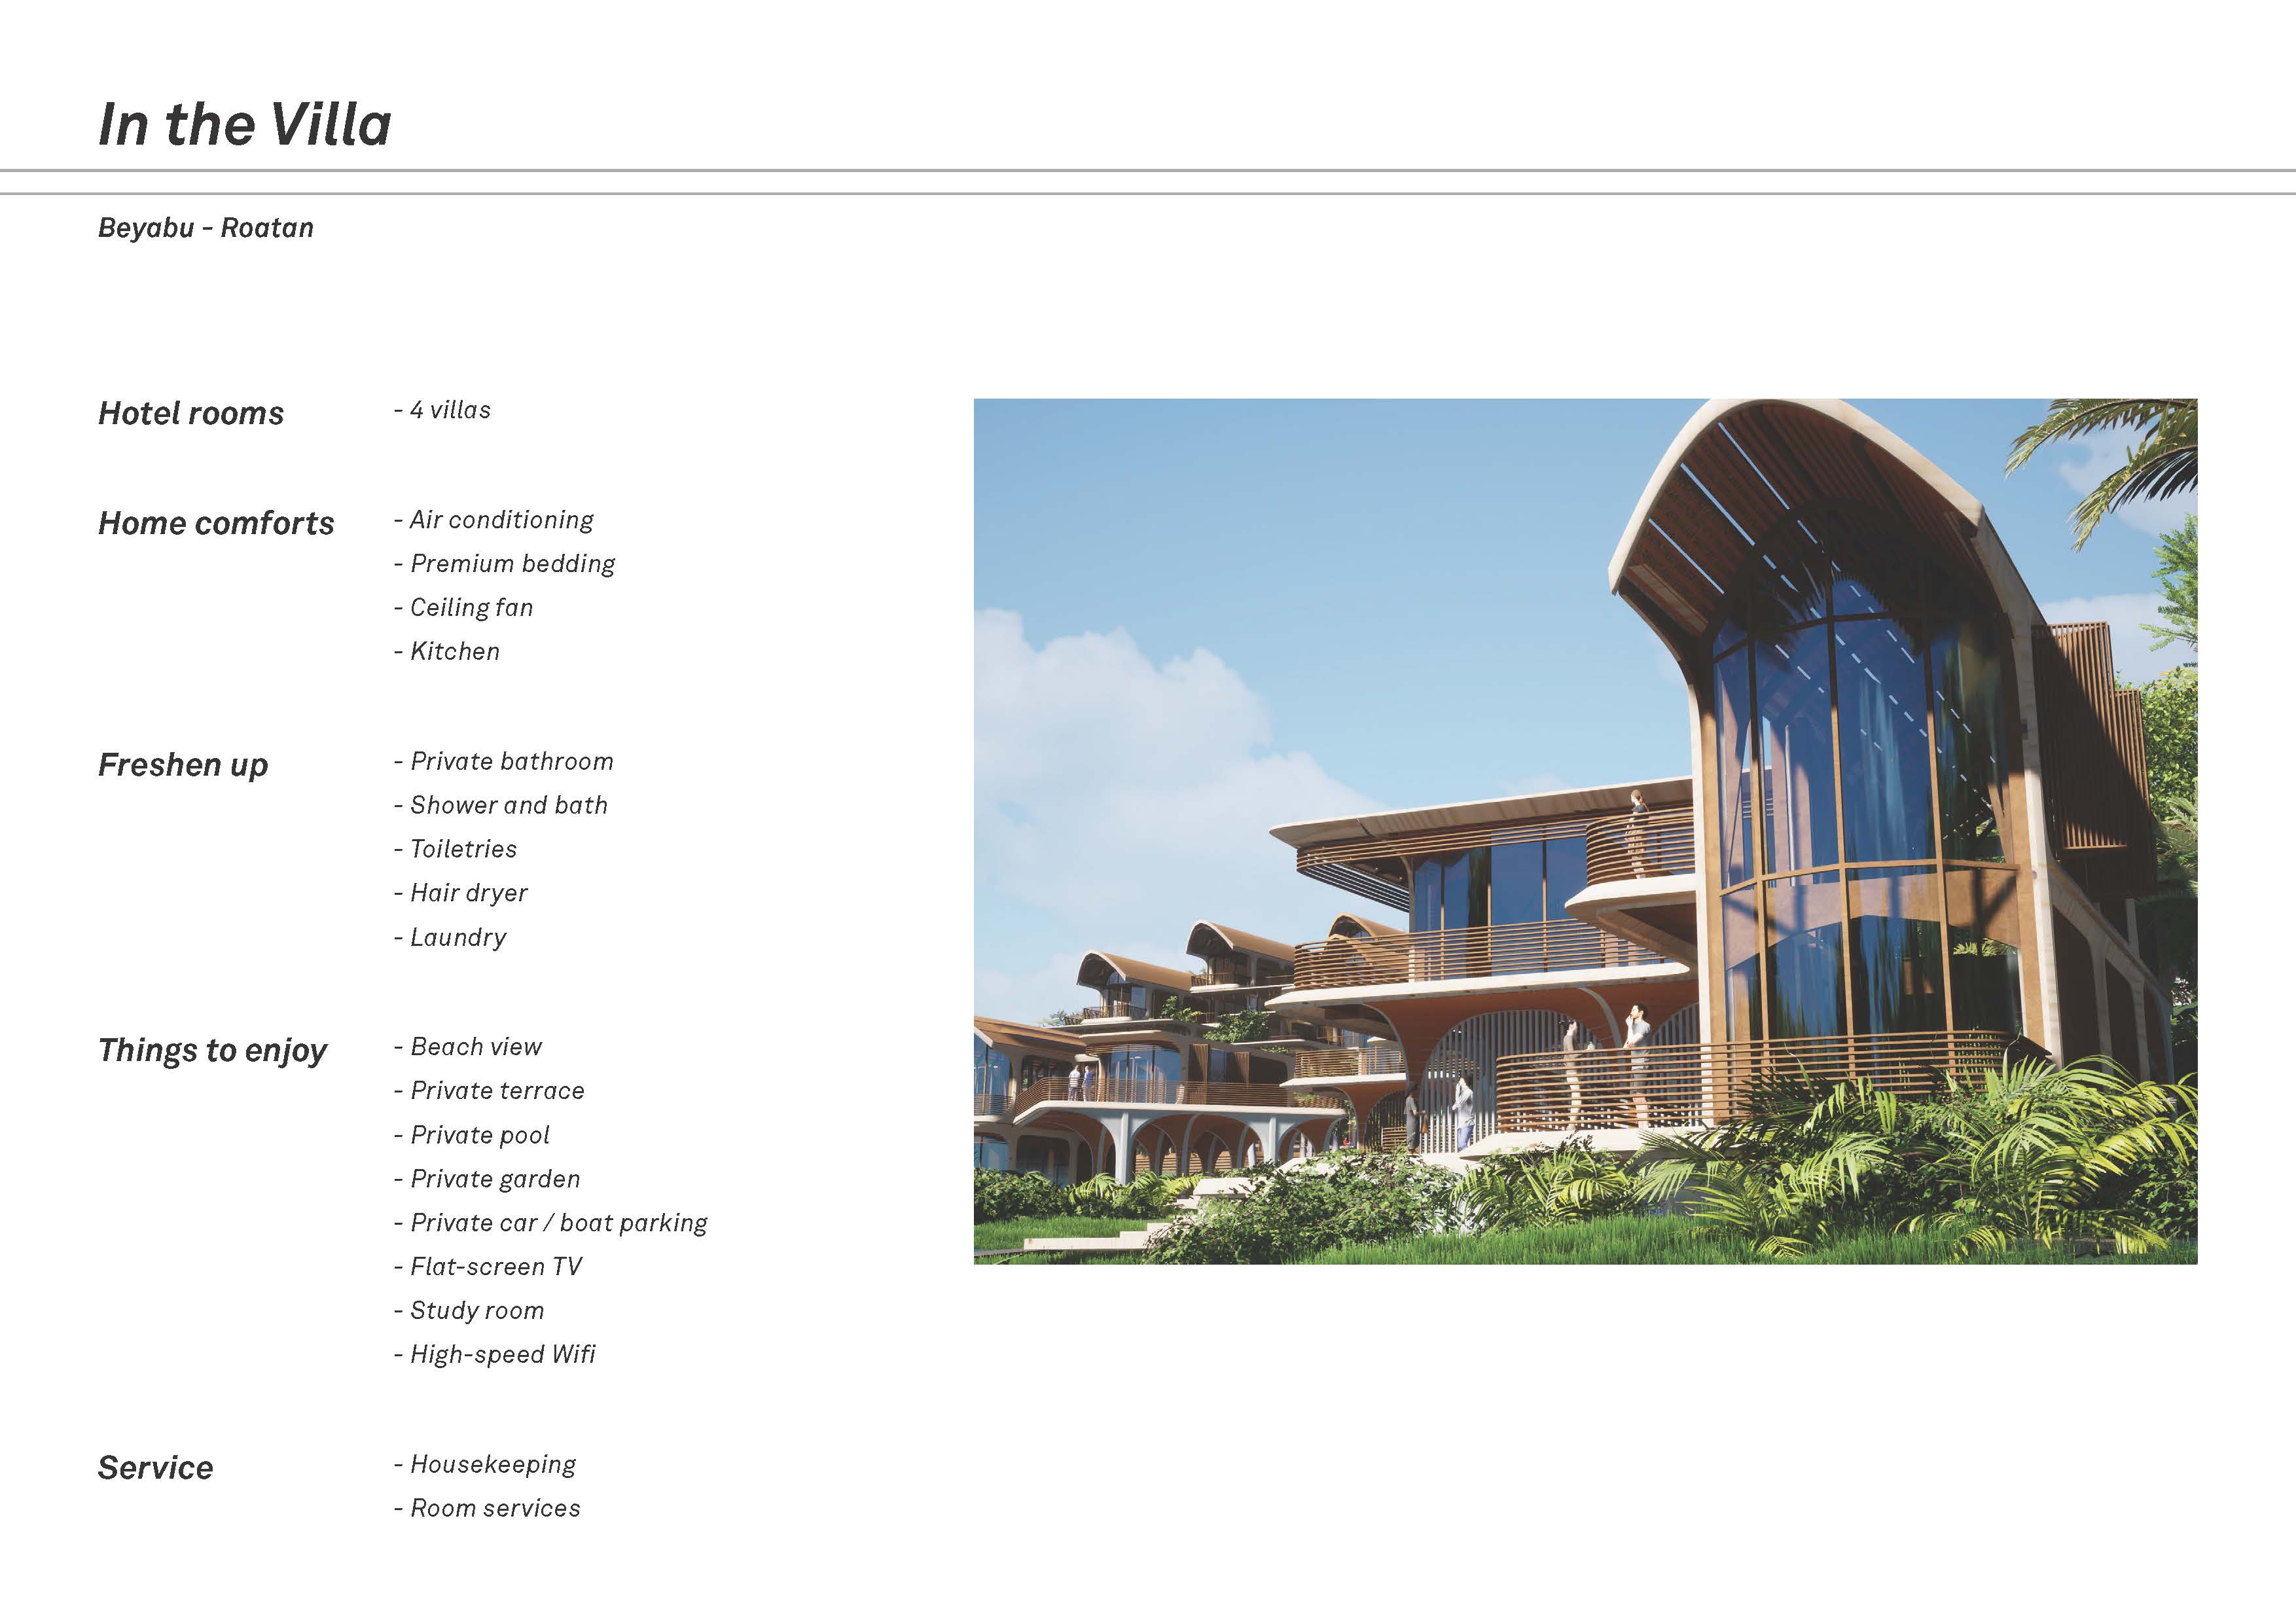 In the Villa
Beyabu - Roatan
Hotel rooms
- 4 villas
Home comforts
- Air conditioning
- Premium bedding
- Ceiling fan
- Kitchen
Freshen up
- Private bathroom
- Shower and bath
- Toiletries
- Hair dryer
- Laundry
Things to enjoy
- Beach view
- Private terrace
- Private pool
- Private garden
- Private car / boat parking
- Flat-screen TV
- Study room
- High-speed Wifi
Service
- Housekeeping
- Room services